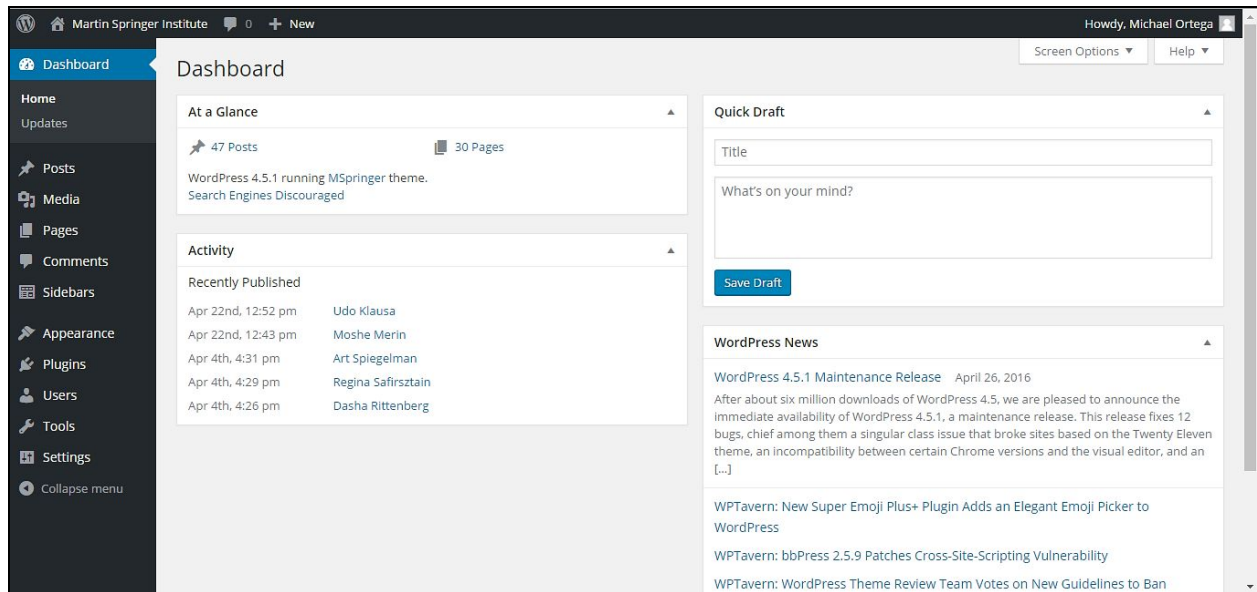 Martin Springer Institute 0 New
Howdy, Michael Ortega
Screen Options Help
Dashboard
Home
Updates
Posts
Media
Pages
Comments
Sidebars
Appearance
Plugins
Users
Tools
Settings
Collapse menu
Dashboard
At a Glance
47 Posts 30 Pages
WordPress 4.5.1 running MSpringer theme.
Search Engines Discouraged
Activity
Recently Published
Apr 22nd, 12:52 pm Udo Klausa
Apr 22nd, 12:43 pm Moshe Merin
Apr 4th, 4:31 pm Art Spiegelman
Apr 4th, 4:29 pm Regina Safirsztain
Apr 4th, 4:26 pm Dasha Rittenberg
Quick Draft
Title
What's on your mind?
Save Draft
WordPress News
WordPress 4.5.1 Maintenance Release April 26, 2016
After about six million downloads of WordPress 4.5, we are pleased to announce the
immediate availability of WordPress 4.5.1, a maintenance release. This release fixes 12
bugs, chief among them a singular class issue that broke sites based on the Twenty Eleven
theme, an incompatibility between certain Chrome versions and the visual editor, and an
[...]
WPTavern: New Super Emoji Plus+ Plugin Adds an Elegant Emoji Picker to
WordPress
WPTavern: bbPress 2.5.9 Patches Cross-Site-Scripting Vulnerability
WPTavern: WordPress Theme Review Team Votes on New Guidelines to Ban